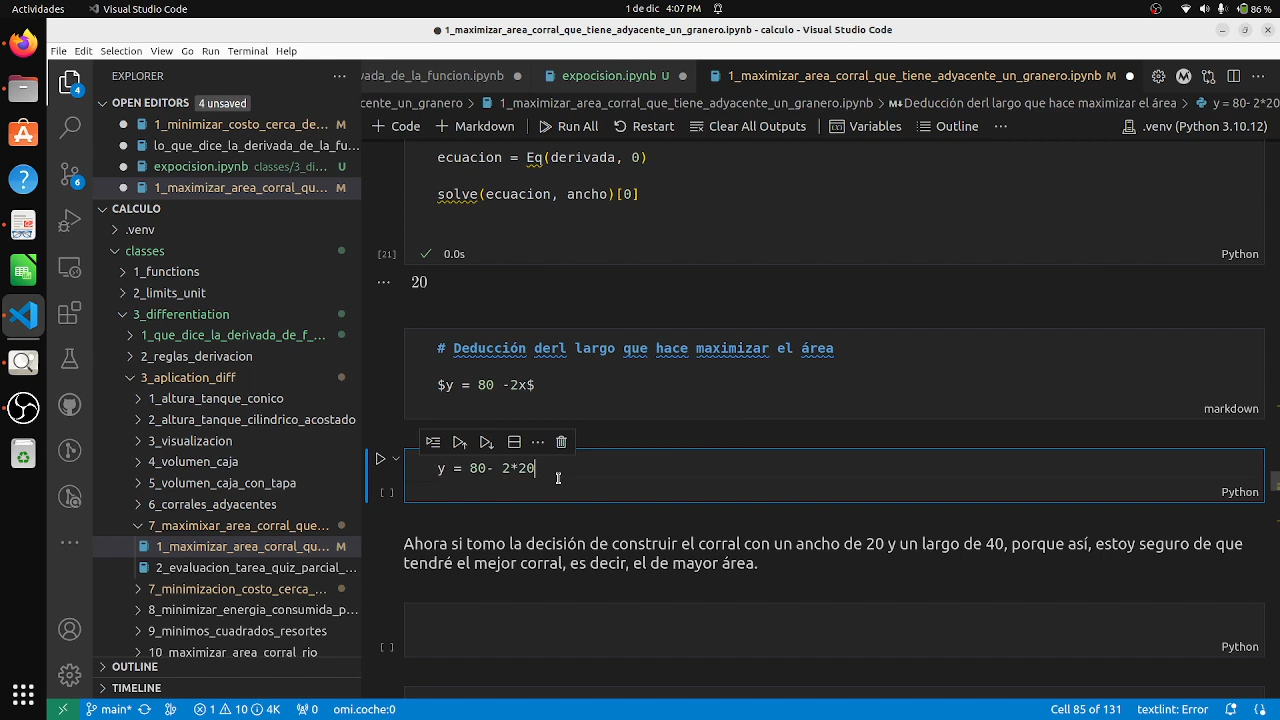 Actividades
Visual Studio Code
1 de dic 4:07 PM
86 %
1_maximizar_area_corral_que_tiene_adyacente_un_granero.ipynb - calculo - Visual Studio Code
File Edit Selection View Go Run Terminal Help
EXPLORER
OPEN EDITORS 4 unsaved
1_minimizar_costo_cerca_de... M
lo_que_dice_la_derivada_de_la_fu...
expocision.ipynb classes/3_di... U
1_maximizar_area_corral_qu... M
CALCULO
.venv
classes
1_functions
2_limits_unit
3_differentiation
1_que_dice_la_derivada_de_f_...
2_reglas_derivacion
3_aplication_diff
1_altura_tanque_conico
2_altura_tanque_cilindrico_acostado
3_visualizacion
4_volumen_caja
5_volumen_caja_con_tapa
6_corrales_adyacentes
7_maximixar_area_corral_que...
1_maximizar_area_corral_qu... M
2_evaluacion_tarea_quiz_parcial_...
7_minimizacion_costo_cerca_...
8_minimizar_energia_consumida_p...
9_minimos_cuadrados_resortes
10_maximizar_area_corral_rio
OUTLINE
TIMELINE
4
6
vada_de_la_funcion.ipynb
expocision.ipynb U
1_maximizar_area_corral_que_tiene_adyacente_un_granero.ipynb M
cente_un_granero > 1_maximizar_area_corral_que_tiene_adyacente_un_granero.ipynb > M Deducción derl largo que hace maximizar el área > y = 80- 2*20
+ Code + Markdown Run All Restart Clear All Outputs Variables Outline ... .venv (Python 3.10.12)
ecuacion = Eq(derivada, 0)
solve(ecuacion, ancho)[0]
[21] 0.0s Python
... 20
# Deducción derl largo que hace maximizar el área
$y = 80 -2x$
markdown
y = 80- 2*20
[ ] Python
Ahora si tomo la decisión de construir el corral con un ancho de 20 y un largo de 40, porque así, estoy seguro de que
tendré el mejor corral, es decir, el de mayor área.
[ ] Python
main* 1 10 4K 0 omi.coche:0 Cell 85 of 131 textlint: Error